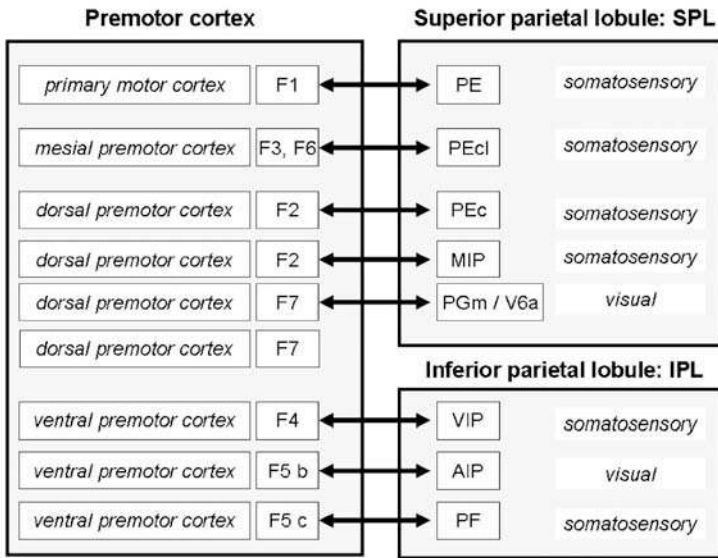 Premotor cortex
Superior parietal lobule: SPL
primary motor cortex F1 PE somatosensory
mesial premotor cortex F3, F6 PEcl somatosensory
dorsal premotor cortex F2 PEc somatosensory
dorsal premotor cortex F2 MIP somatosensory
dorsal premotor cortex F7 PGm / V6a visual
dorsal premotor cortex F7
Inferior parietal lobule: IPL
ventral premotor cortex F4 VIP somatosensory
ventral premotor cortex F5 b AIP visual
ventral premotor cortex F5 c PF somatosensory